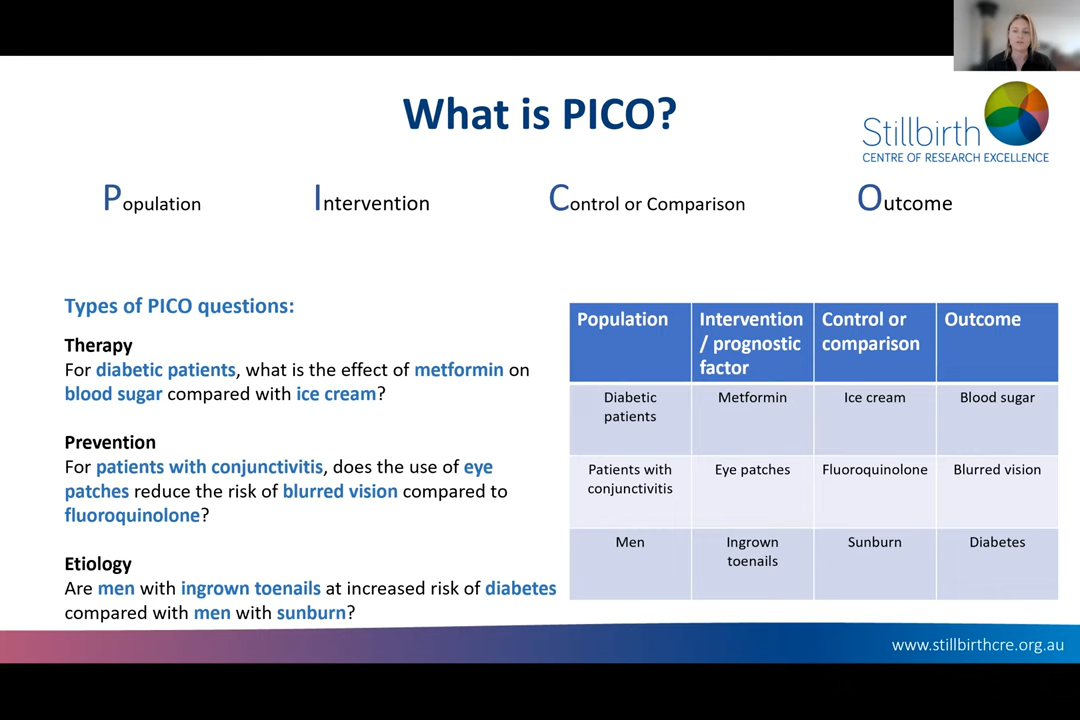 What is PICO?
Stillbirth
CENTRE OF RESEARCH EXCELLENCE
Population
Intervention
Control or Comparison
Outcome
Types of PICO questions:
Therapy
For diabetic patients, what is the effect of metformin on
blood sugar compared with ice cream?
Prevention
For patients with conjunctivitis, does the use of eye
patches reduce the risk of blurred vision compared to
fluoroquinolone?
Etiology
Are men with ingrown toenails at increased risk of diabetes
compared with men with sunburn?
Population
Intervention
/ prognostic
factor
Control or
comparison
Outcome
Diabetic
patients
Metformin
Ice cream
Blood sugar
Patients with
conjunctivitis
Eye patches
Fluoroquinolone
Blurred vision
Men
Ingrown
toenails
Sunburn
Diabetes
www.stillbirthcre.org.au